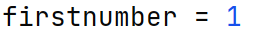 firstnumber = 1